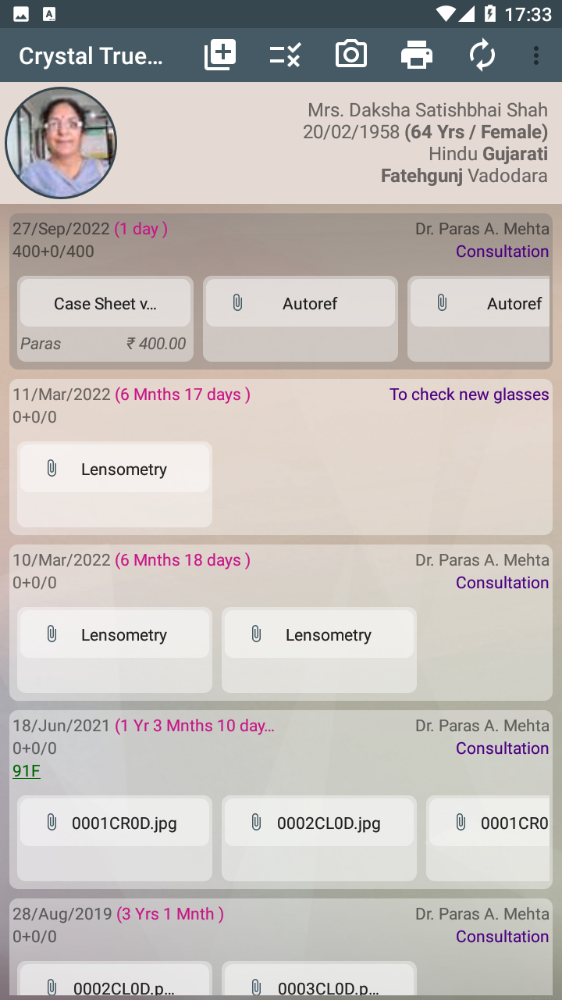 17:33
Crystal True...
Mrs. Daksha Satishbhai Shah
20/02/1958 (64 Yrs / Female)
Hindu Gujarati
Fatehgunj Vadodara
27/Sep/2022 (1 day ) Dr. Paras A. Mehta
400+0/400 Consultation
Case Sheet v... Autoref Autoref
Paras ₹ 400.00
11/Mar/2022 (6 Mnths 17 days ) To check new glasses
0+0/0
Lensometry
10/Mar/2022 (6 Mnths 18 days ) Dr. Paras A. Mehta
0+0/0 Consultation
Lensometry Lensometry
18/Jun/2021 (1 Yr 3 Mnths 10 day... Dr. Paras A. Mehta
0+0/0 Consultation
91F
0001CR0D.jpg 0002CL0D.jpg 0001CR0
28/Aug/2019 (3 Yrs 1 Mnth ) Dr. Paras A. Mehta
0+0/0 Consultation
0002CL0D.p... 0003CL0D.p...